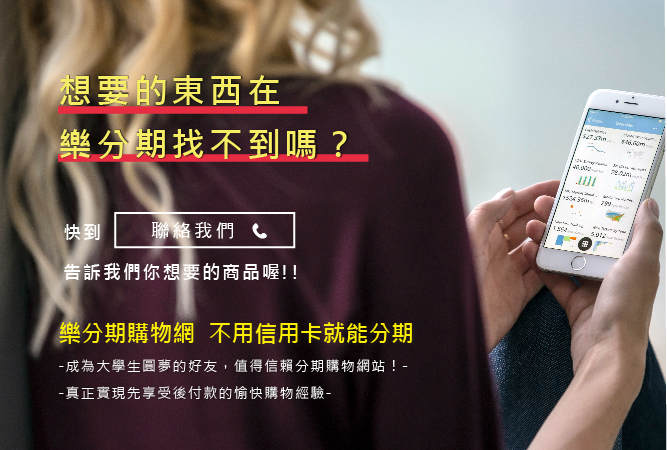 想要的東西在
樂分期找不到嗎？
快到 聯絡我們
告訴我們你想要的商品喔!!
樂分期購物網 不用信用卡就能分期
-成為大學生圓夢的好友，值得信賴分期購物網站！-
-真正實現先享受後付款的愉快購物經驗-